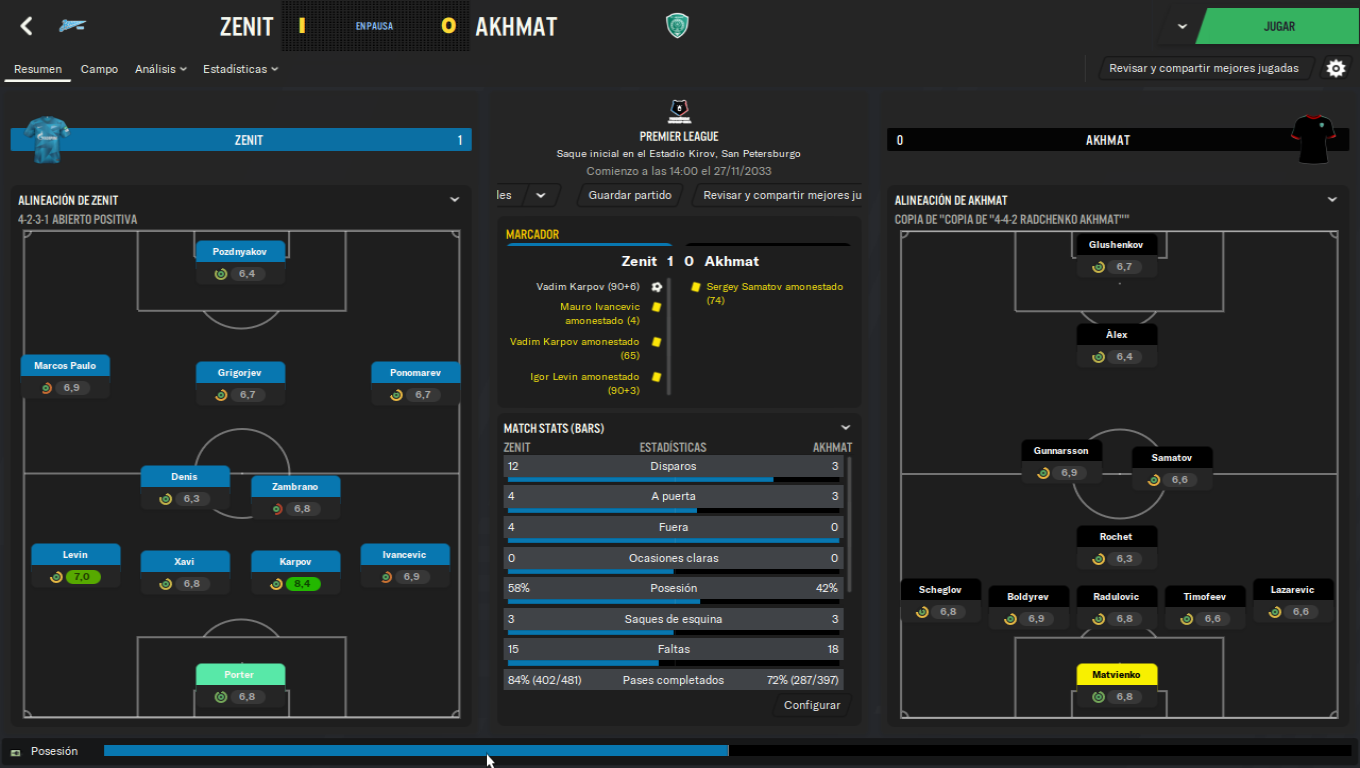 ZENIT 1 EN PAUSA 0 AKHMAT
JUGAR
Resumen Campo Análisis Estadísticas
Revisar y compartir mejores jugadas
ZENIT 1
PREMIER LEAGUE
Saque inicial en el Estadio Kirov, San Petersburgo
Comienzo a las 14:00 el 27/11/2033
les Guardar partido Revisar y compartir mejores ju
0 AKHMAT
ALINEACIÓN DE ZENIT
4-2-3-1 ABIERTO POSITIVA
Pozdnyakov
6,4
Marcos Paulo
6,9
Grigorjev
6,7
Ponomarev
6,7
Denis
6,3
Zambrano
6,8
Levin
7,0
Xavi
6,8
Karpov
8,4
Ivancevic
6,9
Porter
6,8
MARCADOR
Zenit 1 0 Akhmat
Vadim Karpov (90+6)
Mauro Ivancevic
amonestado (4)
Vadim Karpov amonestado
(65)
Igor Levin amonestado
(90+3)
Sergey Samatov amonestado
(74)
MATCH STATS (BARS)
ZENIT ESTADÍSTICAS AKHMAT
12 Disparos 3
4 A puerta 3
4 Fuera 0
0 Ocasiones claras 0
58% Posesión 42%
3 Saques de esquina 3
15 Faltas 18
84% (402/481) Pases completados 72% (287/397)
Configurar
ALINEACIÓN DE AKHMAT
COPIA DE "COPIA DE "4-4-2 RADCHENKO AKHMAT""
Glushenkov
6,7
Àlex
6,4
Gunnarsson
6,9
Samatov
6,6
Rochet
6,3
Scheglov
6,8
Boldyrev
6,9
Radulovic
6,8
Timofeev
6,6
Lazarevic
6,6
Matvienko
6,8
Posesión